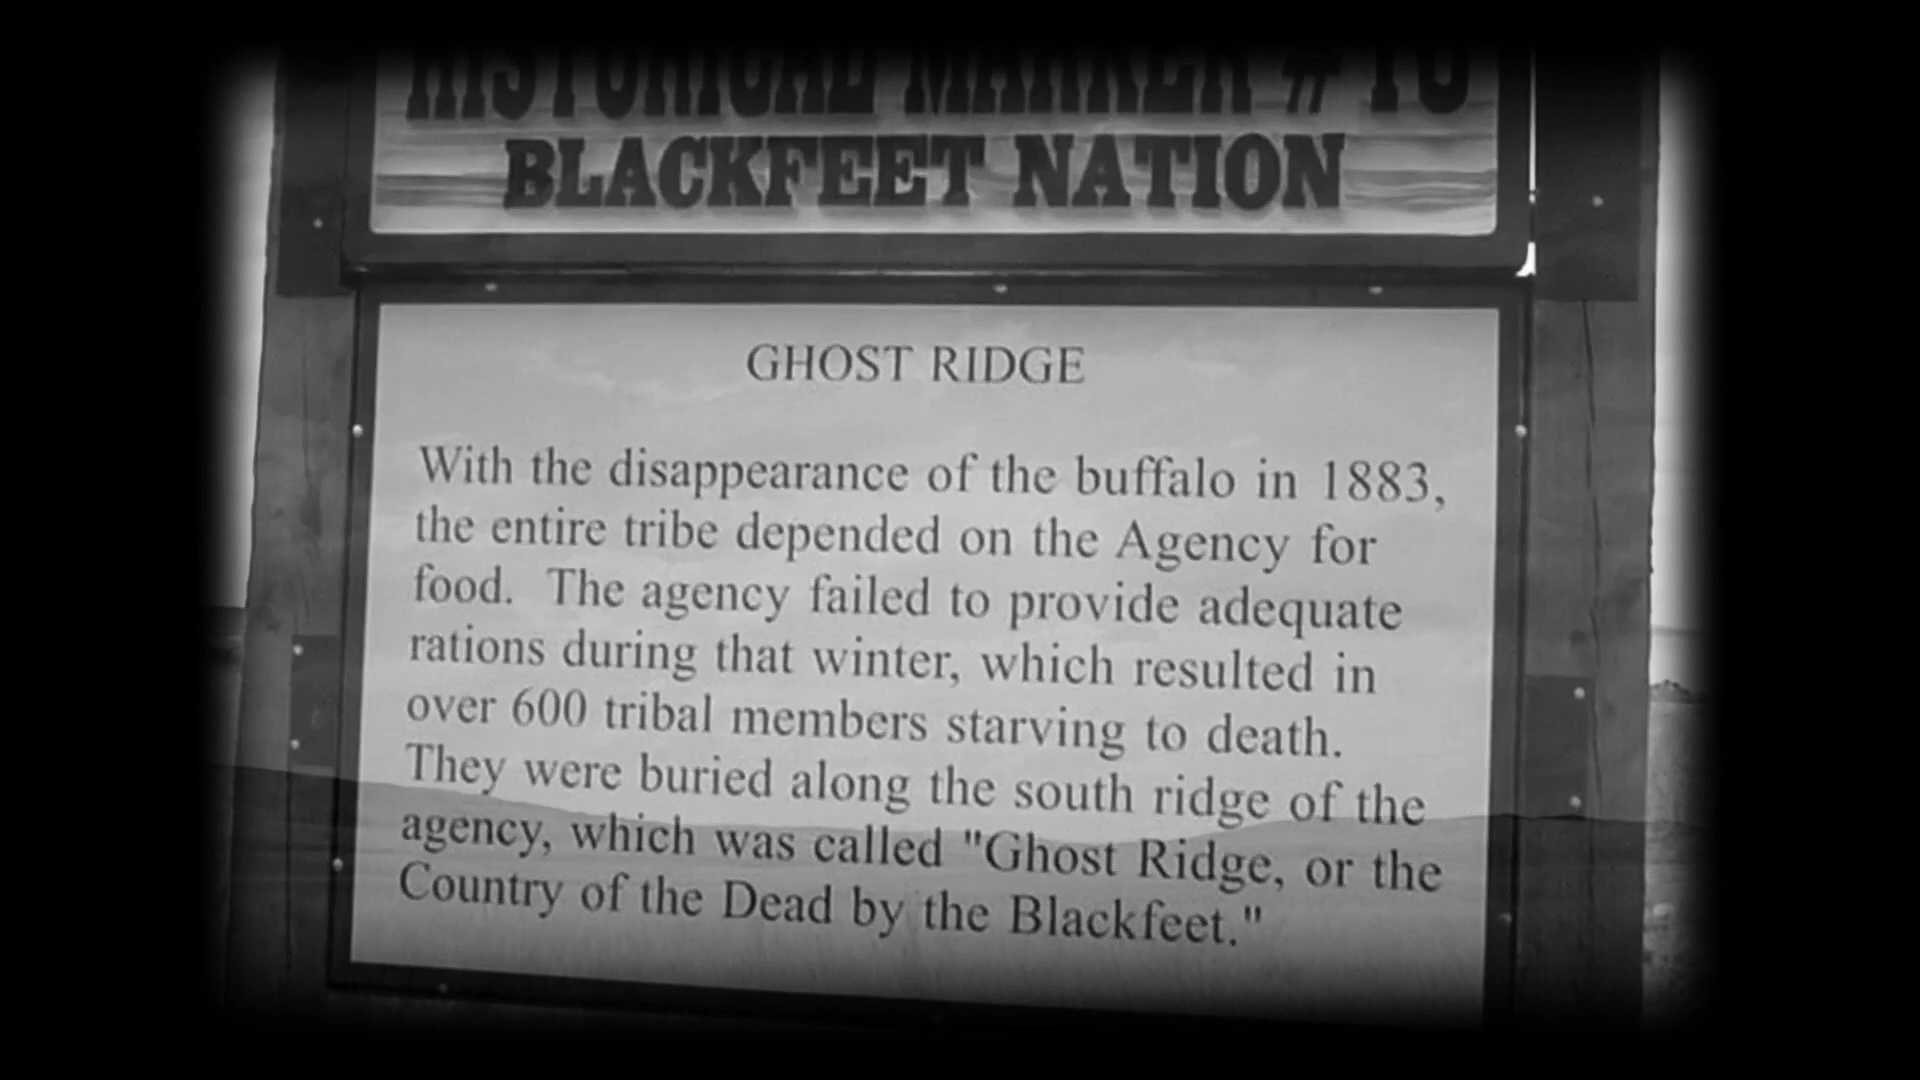 HISTORICAL MARKER # 10
BLACKFEET NATION
GHOST RIDGE
With the disappearance of the buffalo in 1883,
the entire tribe depended on the Agency for
food. The agency failed to provide adequate
rations during that winter, which resulted in
over 600 tribal members starving to death.
They were buried along the south ridge of the
agency, which was called "Ghost Ridge, or the
Country of the Dead by the Blackfeet."